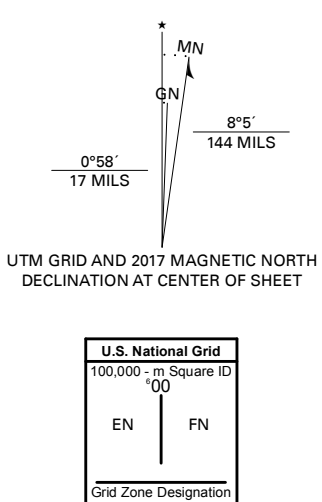 ★
MN
GN
8°5´
144 MILS
0°58´
17 MILS
UTM GRID AND 2017 MAGNETIC NORTH
DECLINATION AT CENTER OF SHEET
U.S. National Grid
100,000 - m Square ID
⁶00
EN FN
Grid Zone Designation